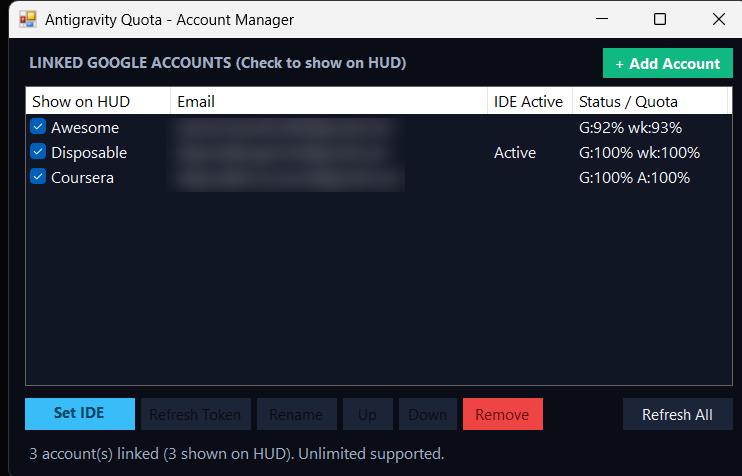 Antigravity Quota - Account Manager
LINKED GOOGLE ACCOUNTS (Check to show on HUD)
+ Add Account
Show on HUD Email IDE Active Status / Quota
Awesome G:92% wk:93%
Disposable Active G:100% wk:100%
Coursera G:100% A:100%
Set IDE Refresh Token Rename Up Down Remove Refresh All
3 account(s) linked (3 shown on HUD). Unlimited supported.